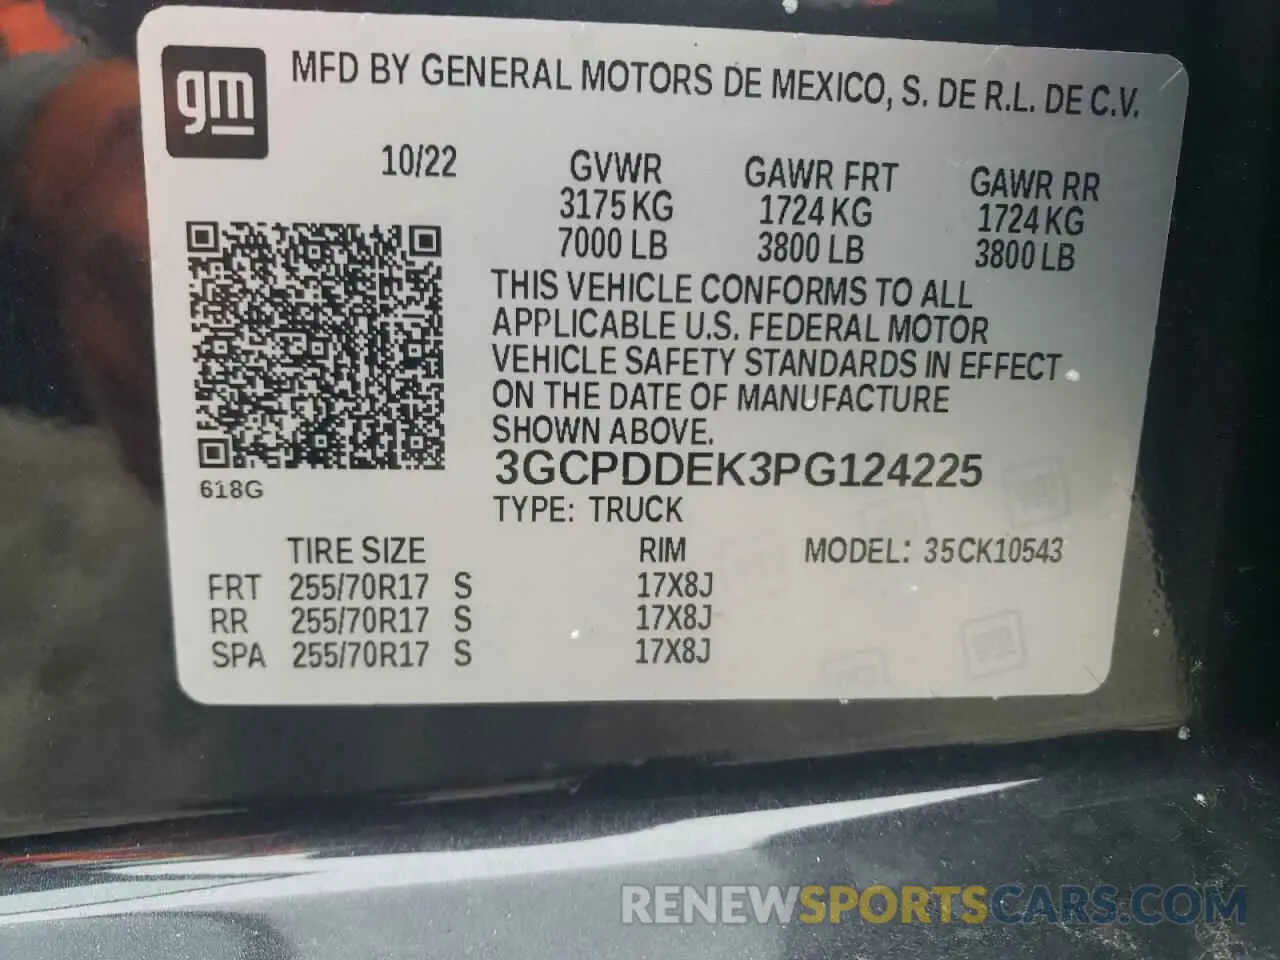 gm
MFD BY GENERAL MOTORS DE MEXICO, S. DE R.L. DE C.V.
10/22 GVWR GAWR FRT GAWR RR
3175 KG 1724 KG 1724 KG
7000 LB 3800 LB 3800 LB
THIS VEHICLE CONFORMS TO ALL
APPLICABLE U.S. FEDERAL MOTOR
VEHICLE SAFETY STANDARDS IN EFFECT
ON THE DATE OF MANUFACTURE
SHOWN ABOVE.
3GCPDDEK3PG124225
618G
TYPE: TRUCK
TIRE SIZE RIM MODEL: 35CK10543
FRT 255/70R17 S 17X8J
RR 255/70R17 S 17X8J
SPA 255/70R17 S 17X8J
RENEWSPORTSCARS.COM